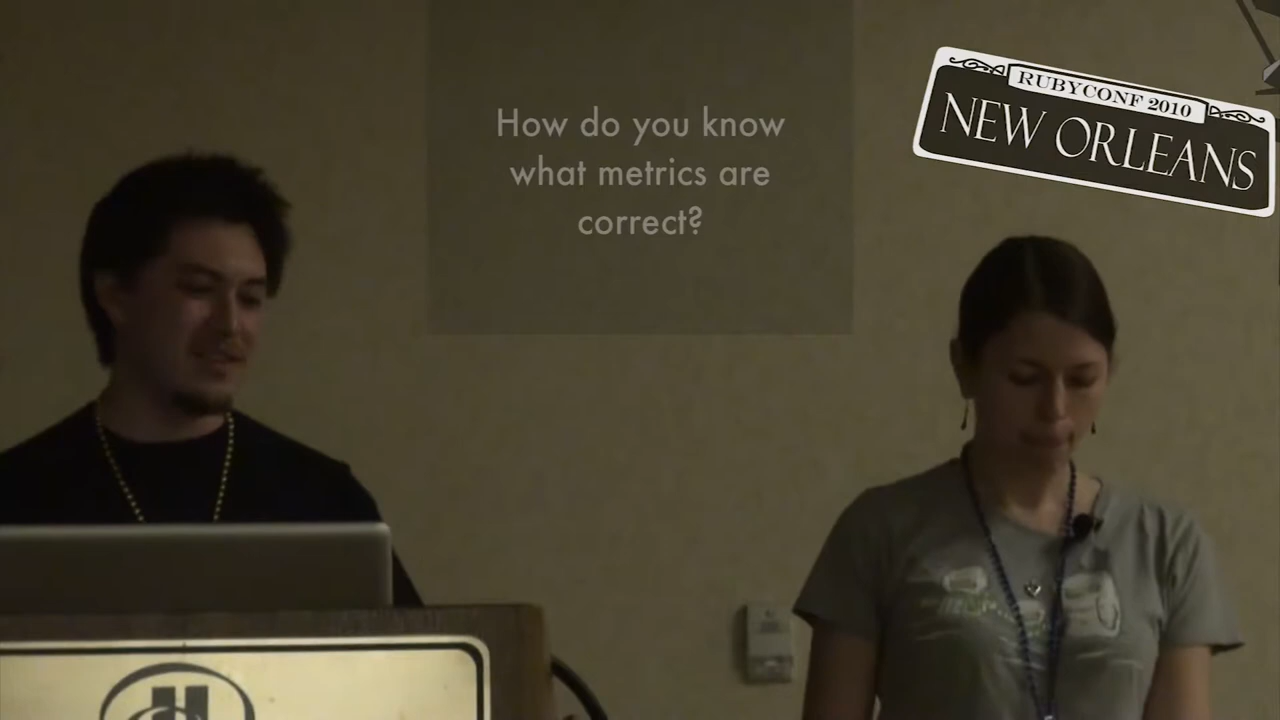 How do you know
what metrics are
correct?
RUBYCONF 2010
NEW ORLEANS